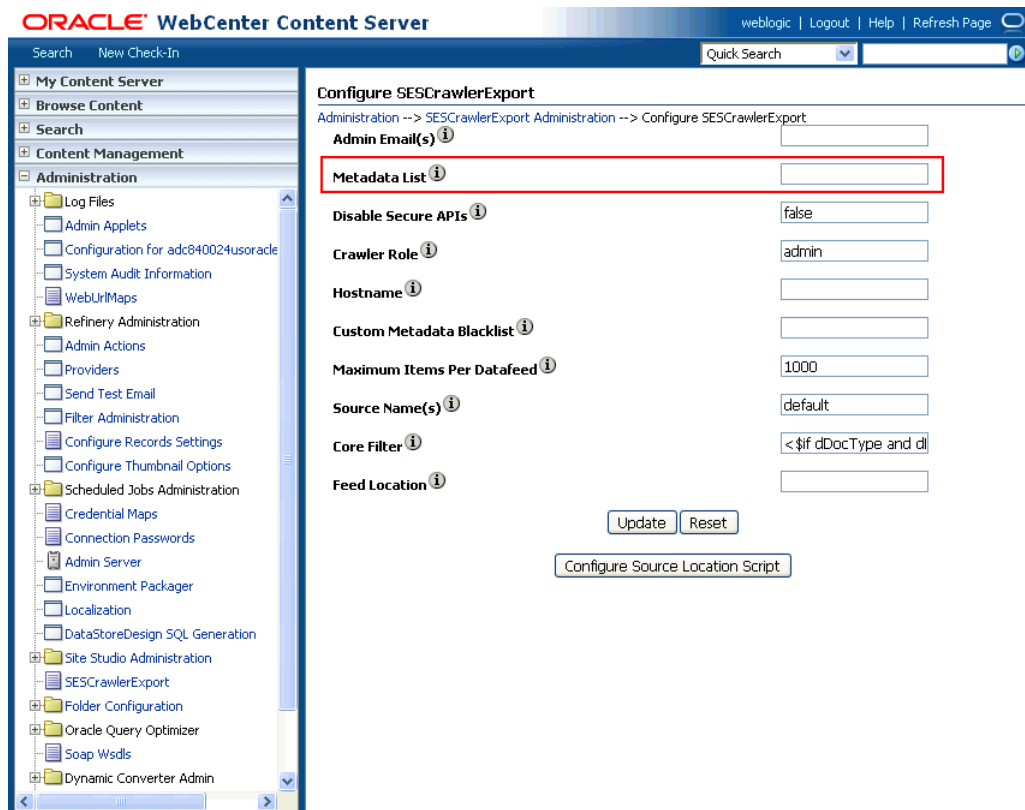 ORACLE WebCenter Content Server
weblogic | Logout | Help | Refresh Page
Search New Check-In
Quick Search
My Content Server
Browse Content
Search
Content Management
Administration
Log Files
Admin Applets
Configuration for adc840024usoracle
System Audit Information
WebUrlMaps
Refinery Administration
Admin Actions
Providers
Send Test Email
Filter Administration
Configure Records Settings
Configure Thumbnail Options
Scheduled Jobs Administration
Credential Maps
Connection Passwords
Admin Server
Environment Packager
Localization
DataStoreDesign SQL Generation
Site Studio Administration
SESCrawlerExport
Folder Configuration
Oracle Query Optimizer
Soap Wsdls
Dynamic Converter Admin
Configure SESCrawlerExport
Administration --> SESCrawlerExport Administration --> Configure SESCrawlerExport
Admin Email(s)
Metadata List
Disable Secure APIs false
Crawler Role admin
Hostname
Custom Metadata Blacklist
Maximum Items Per Datafeed 1000
Source Name(s) default
Core Filter <$if dDocType and dI
Feed Location
Update Reset
Configure Source Location Script